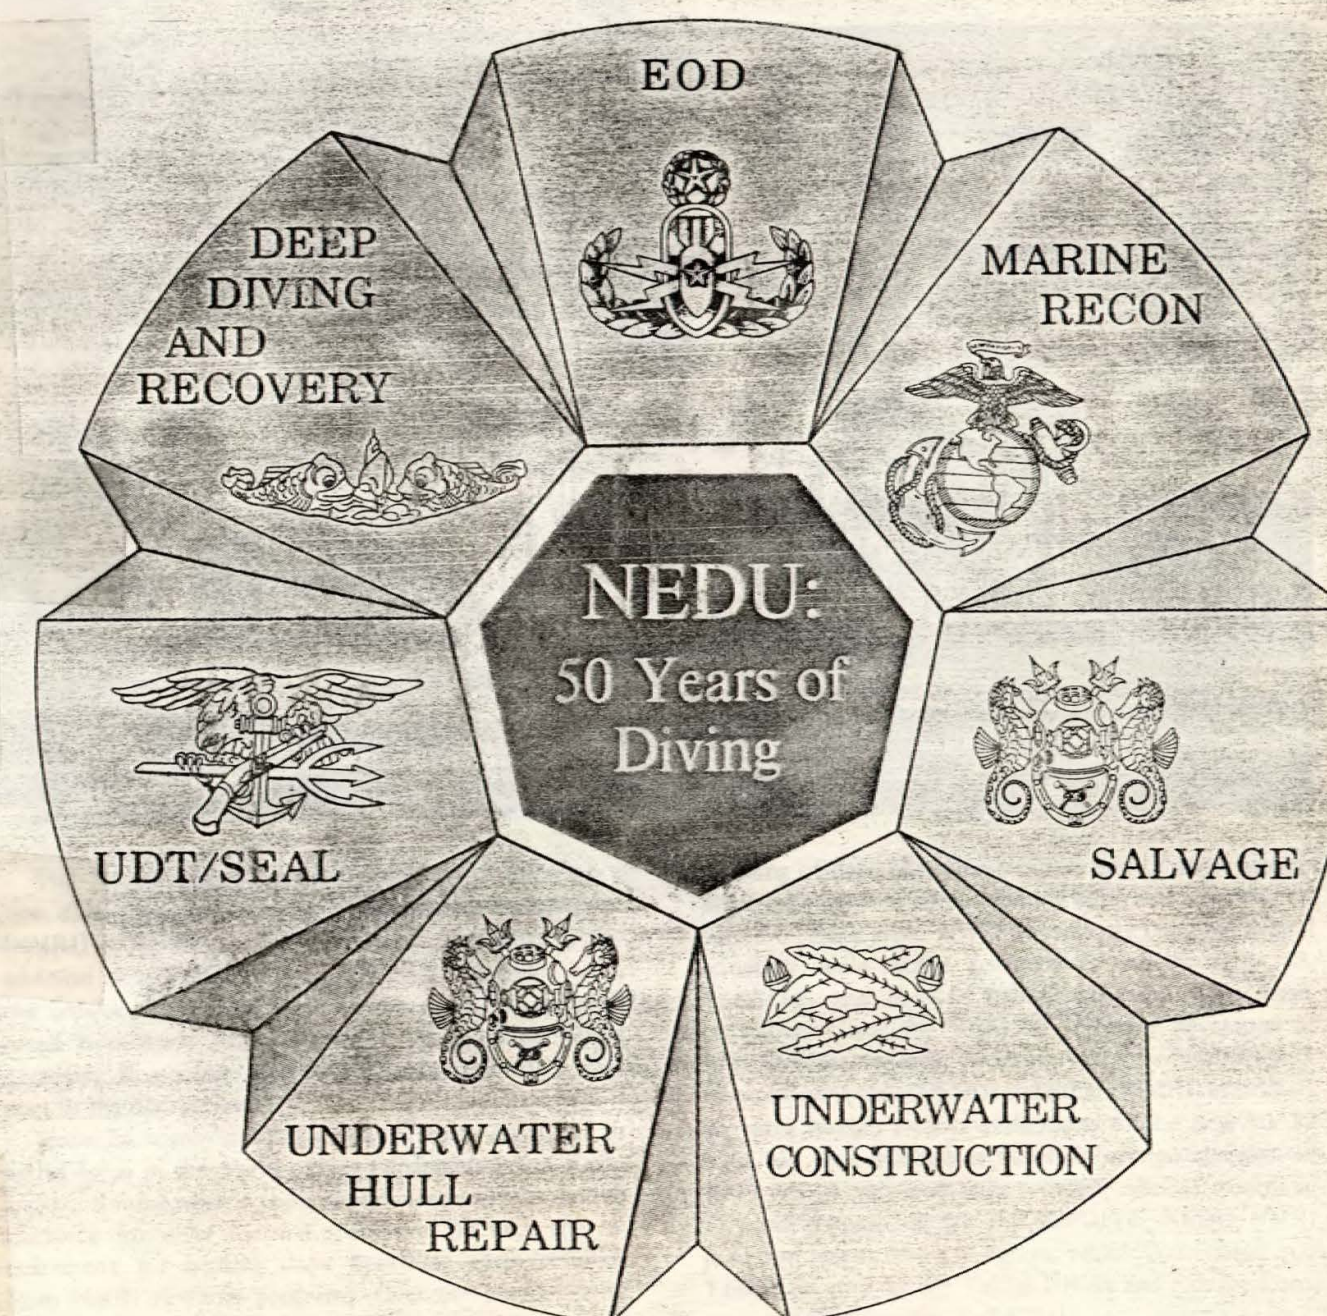 EOD
MARINE
RECON
SALVAGE
UNDERWATER
CONSTRUCTION
UNDERWATER
HULL
REPAIR
UDT/SEAL
DEEP
DIVING
AND
RECOVERY
NEDU:
50 Years of
Diving